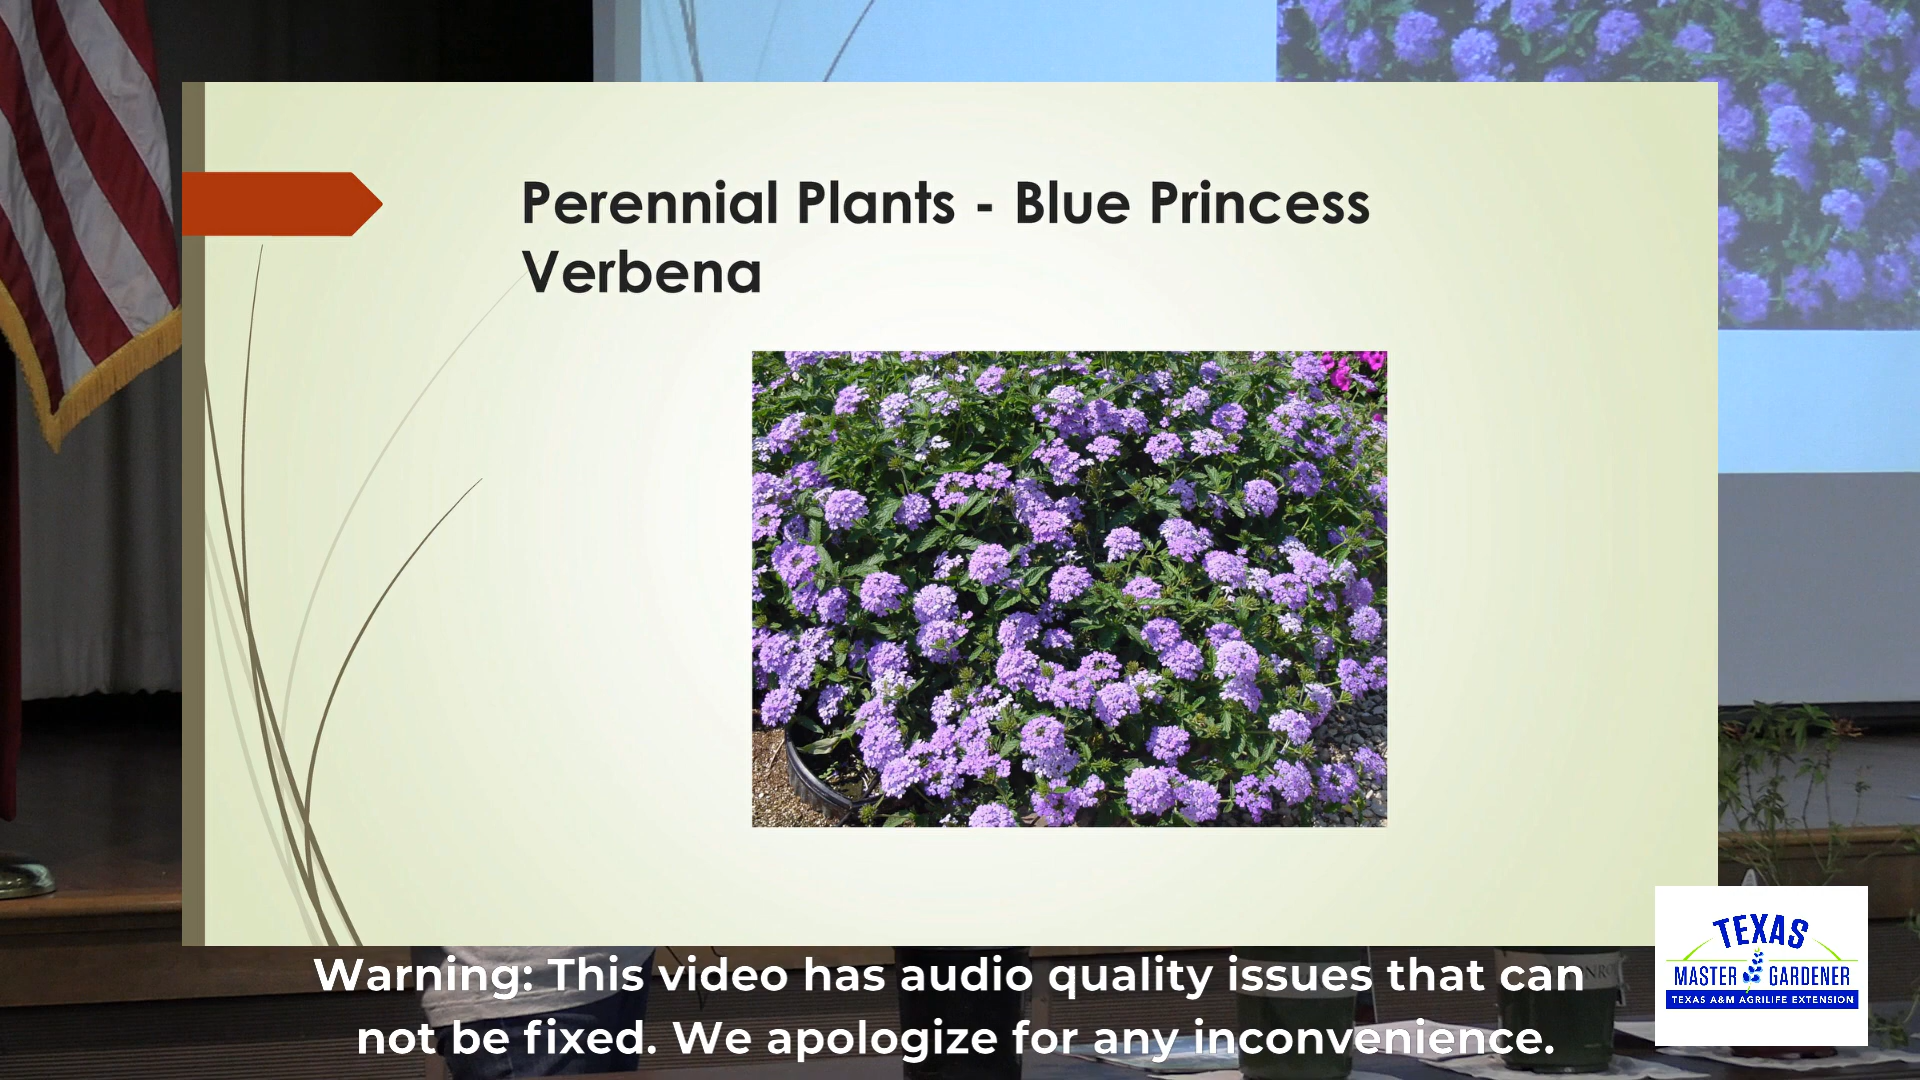 Perennial Plants - Blue Princess
Verbena
Warning: This video has audio quality issues that can
not be fixed. We apologize for any inconvenience.
TEXAS
MASTER GARDENER
TEXAS A&M AGRILIFE EXTENSION